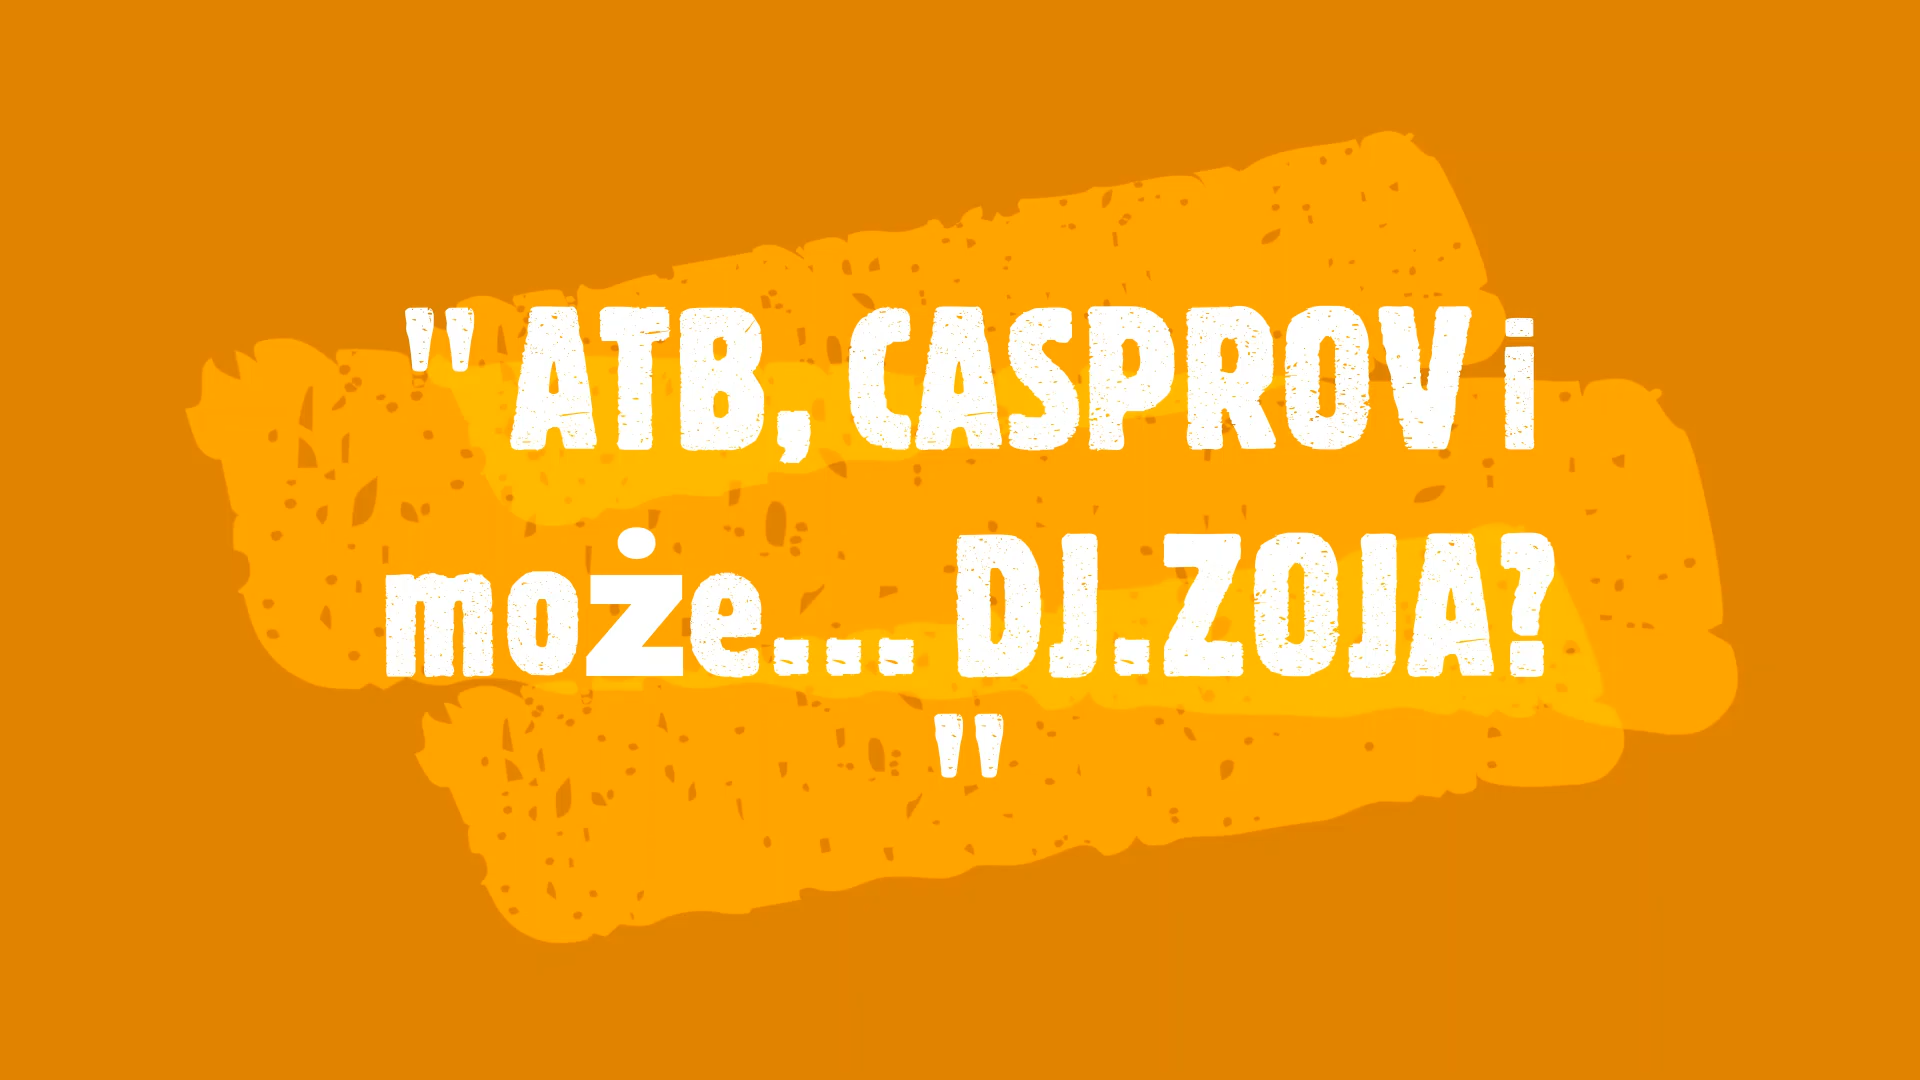 " ATB, CASPROV i
może... DJ.ZOJA?
"